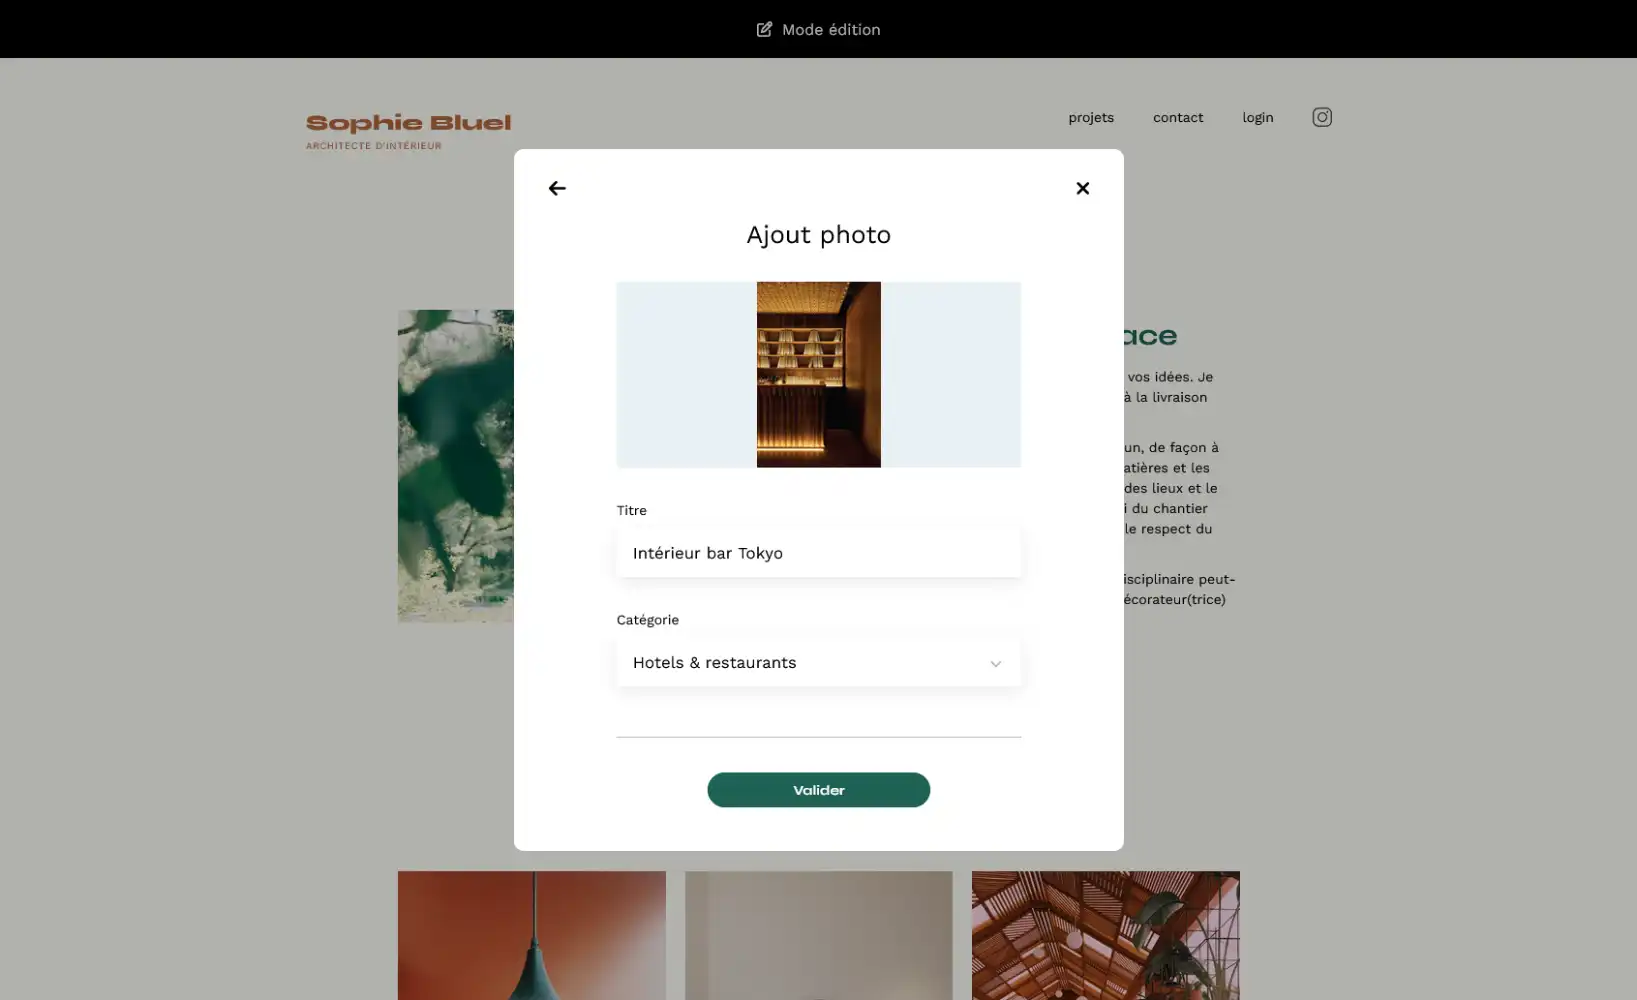 Mode édition
Sophie Bluel
ARCHITECTE D'INTÉRIEUR
projets
contact
login
Ajout photo
Titre
Intérieur bar Tokyo
Catégorie
Hotels & restaurants
Valider
ace
vos idées. Je
à la livraison
un, de façon à
atières et les
des lieux et le
i du chantier
le respect du
isciplinaire peut-
écorateur(trice)